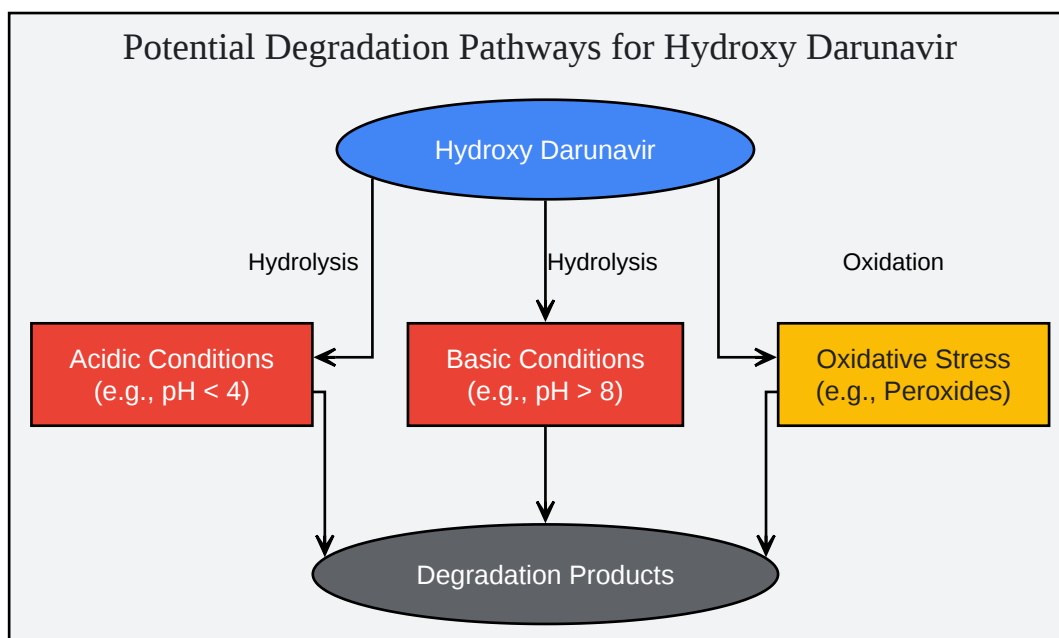 Potential Degradation Pathways for Hydroxy Darunavir
Hydroxy Darunavir
Hydrolysis
Hydrolysis
Oxidation
Acidic Conditions
(e.g., pH < 4)
Basic Conditions
(e.g., pH > 8)
Oxidative Stress
(e.g., Peroxides)
Degradation Products